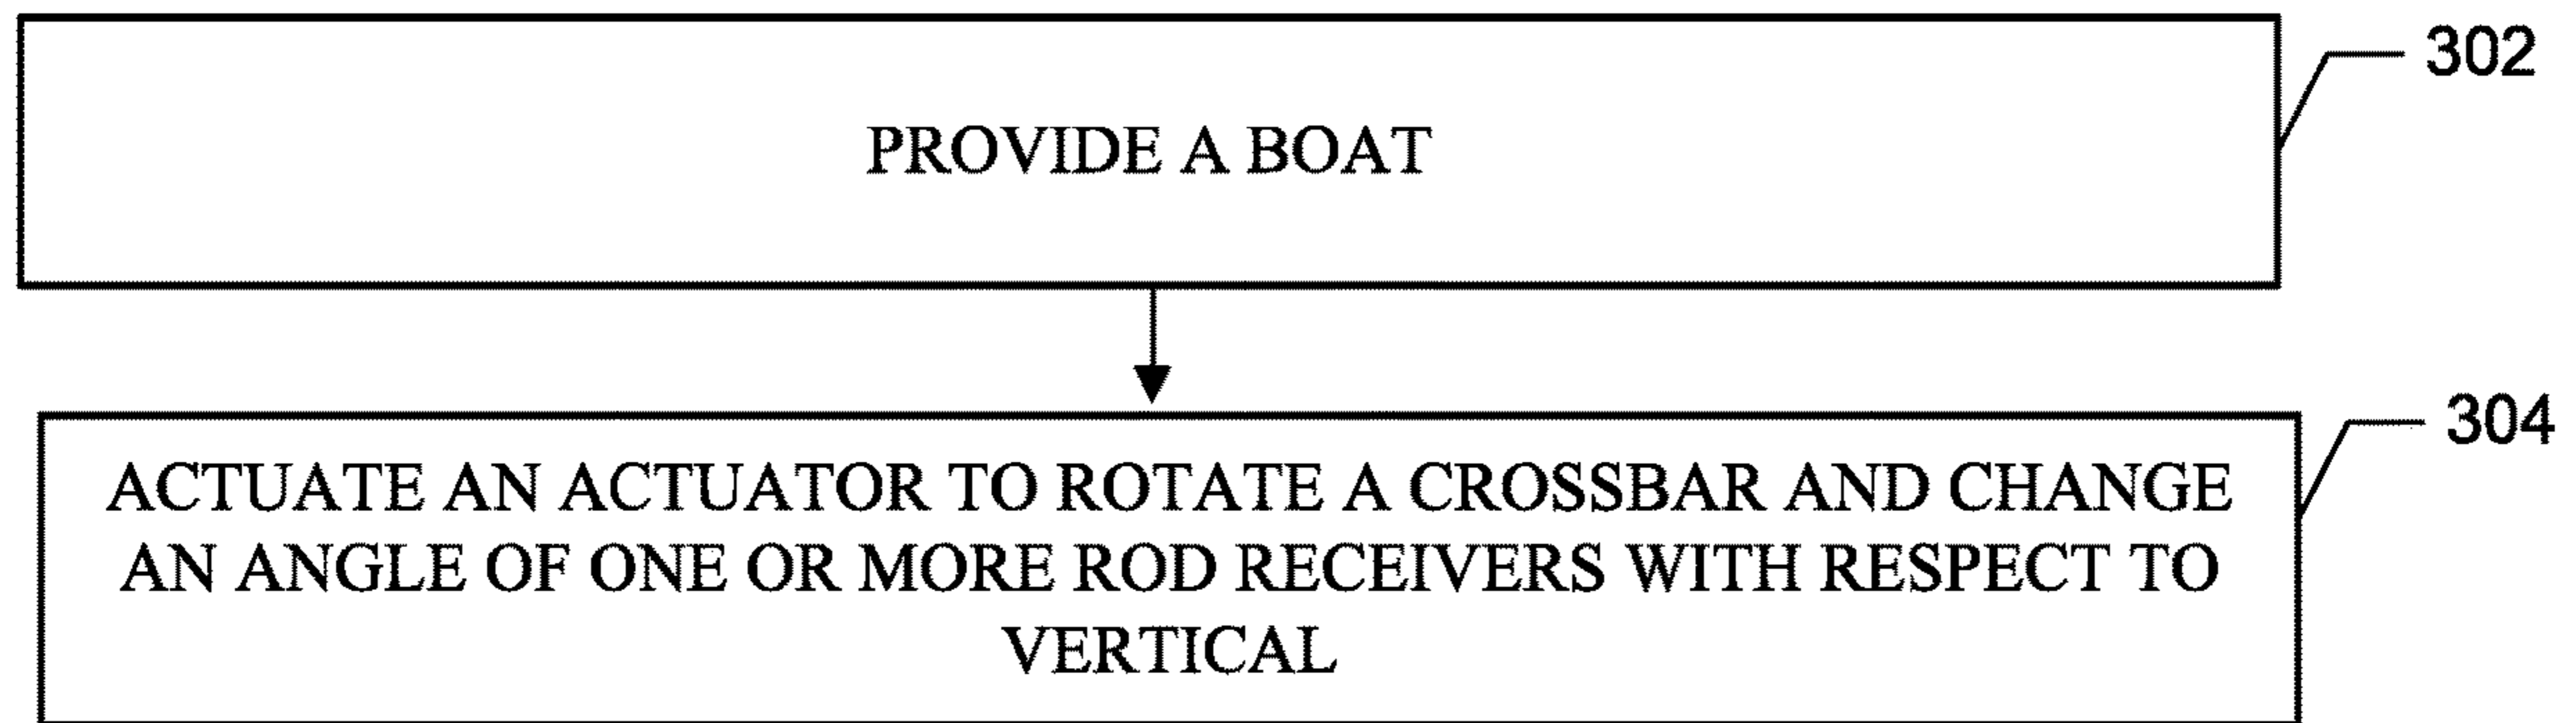 PROVIDE A BOAT
302
ACTUATE AN ACTUATOR TO ROTATE A CROSSBAR AND CHANGE
AN ANGLE OF ONE OR MORE ROD RECEIVERS WITH RESPECT TO
VERTICAL
304